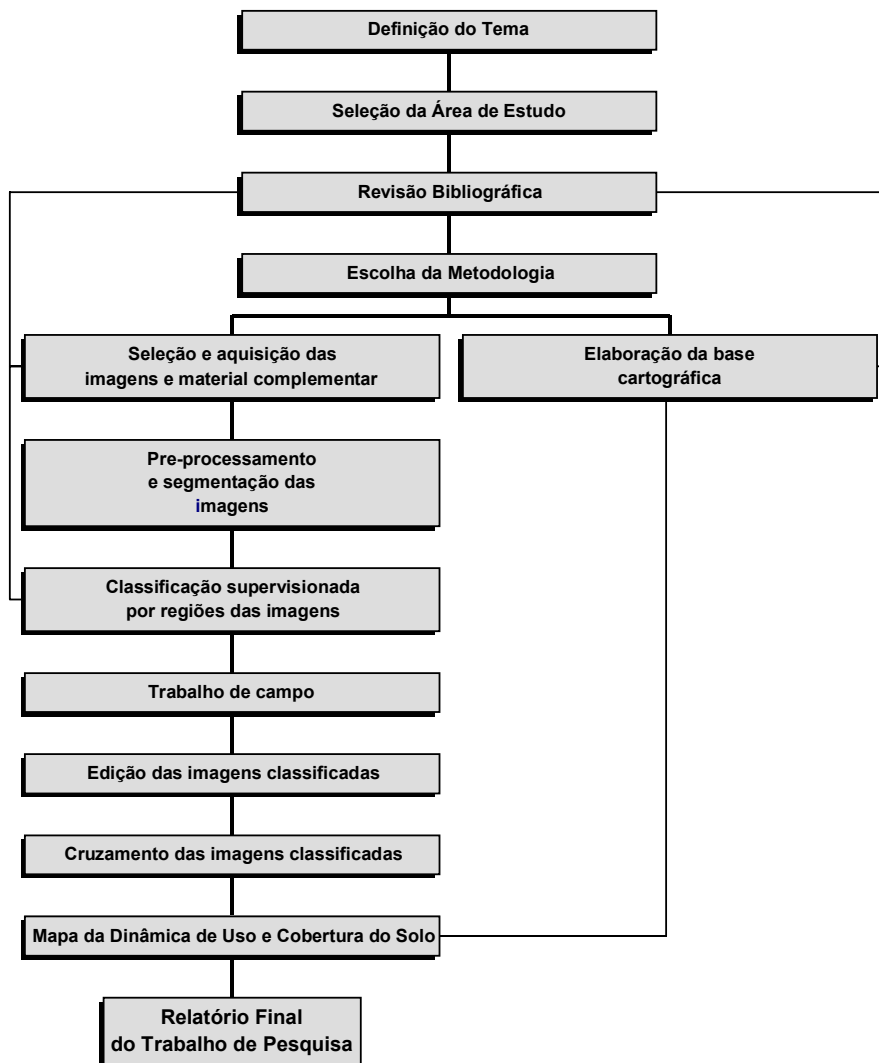 Definição do Tema
Seleção da Área de Estudo
Revisão Bibliográfica
Escolha da Metodologia
Seleção e aquisição das
imagens e material complementar
Elaboração da base
cartográfica
Pre-processamento
e segmentação das
imagens
Classificação supervisionada
por regiões das imagens
Trabalho de campo
Edição das imagens classificadas
Cruzamento das imagens classificadas
Mapa da Dinâmica de Uso e Cobertura do Solo
Relatório Final
do Trabalho de Pesquisa